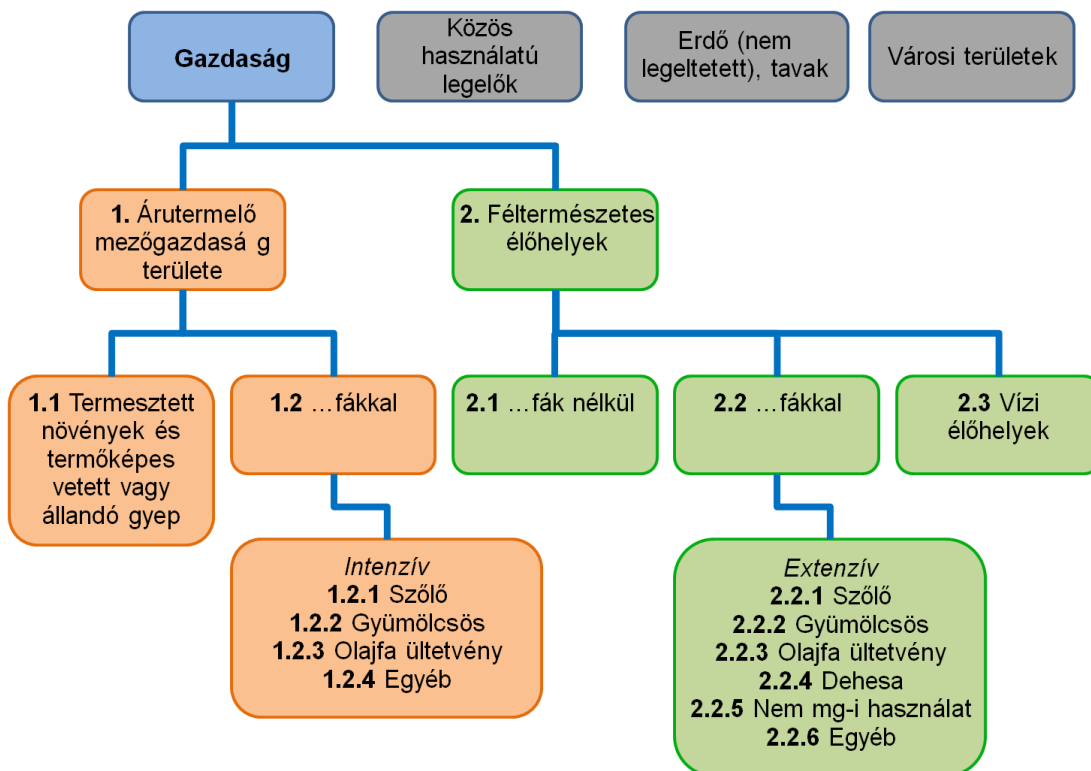 Gazdaság
Közös
használatú
legelők
Erdő (nem
legeltetett), tavak
Városi területek
1. Árutermelő
mezőgazdasá g
területe
2. Féltermészetes
élőhelyek
1.1 Termesztett
növények és
termőképes
vetett vagy
állandó gyep
1.2 …fákkal
2.1 …fák nélkül
2.2 …fákkal
2.3 Vízi
élőhelyek
Intenzív
1.2.1 Szőlő
1.2.2 Gyümölcsös
1.2.3 Olajfa ültetvény
1.2.4 Egyéb
Extenzív
2.2.1 Szőlő
2.2.2 Gyümölcsös
2.2.3 Olajfa ültetvény
2.2.4 Dehesa
2.2.5 Nem mg-i használat
2.2.6 Egyéb